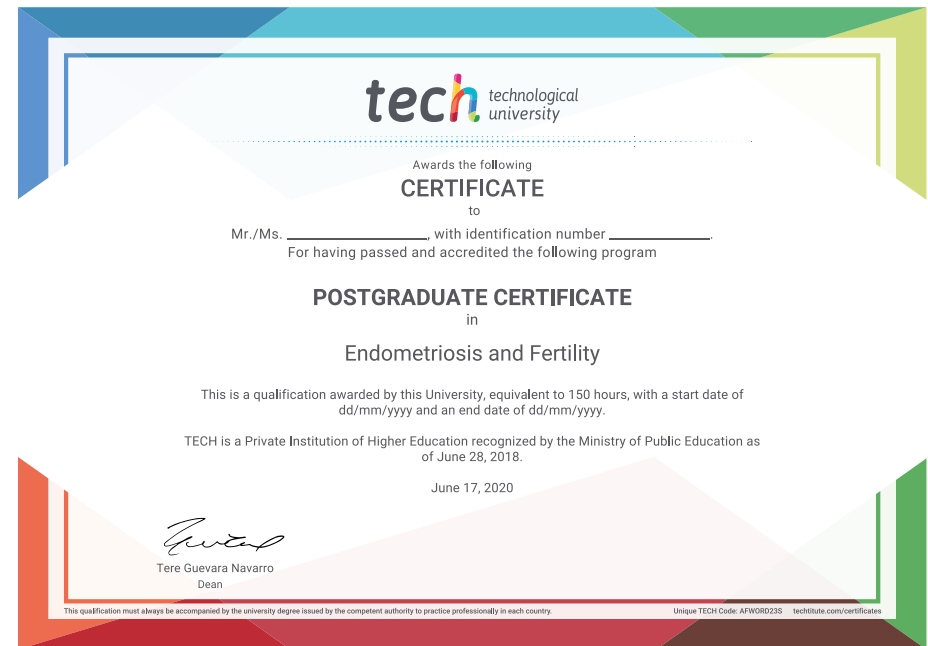 tech technological
university
Awards the following
CERTIFICATE
to
Mr./Ms. ____________________, with identification number ______________.
For having passed and accredited the following program
POSTGRADUATE CERTIFICATE
in
Endometriosis and Fertility
This is a qualification awarded by this University, equivalent to 150 hours, with a start date of
dd/mm/yyyy and an end date of dd/mm/yyyy.
TECH is a Private Institution of Higher Education recognized by the Ministry of Public Education as
of June 28, 2018.
June 17, 2020
Tere Guevara Navarro
Dean
This qualification must always be accompanied by the university degree issued by the competent authority to practice professionally in each country.
Unique TECH Code: AFWORD23S techtitute.com/certificates